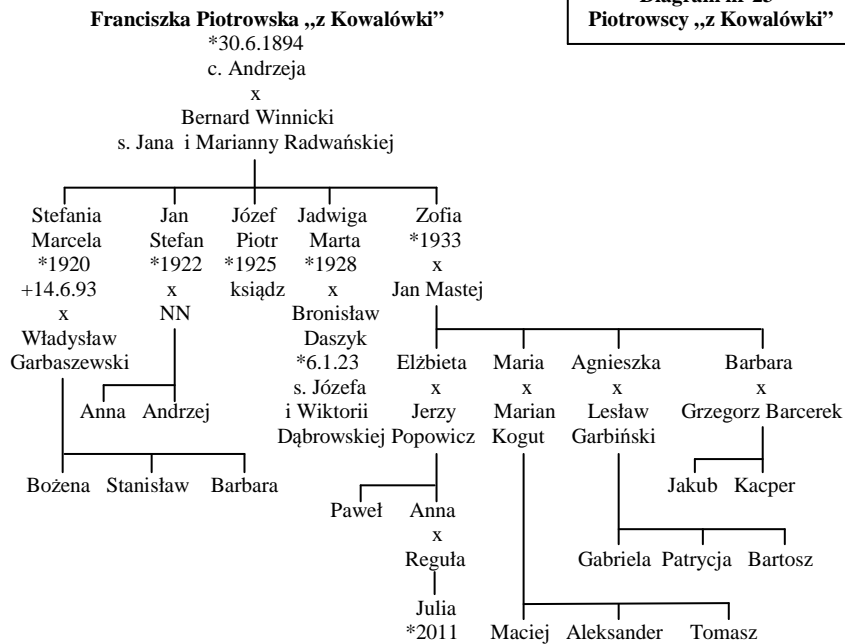 Diagram nr 23
Piotrowscy „z Kowalówki”
Franciszka Piotrowska „z Kowalówki”
*30.6.1894
c. Andrzeja
x
Bernard Winnicki
s. Jana i Marianny Radwańskiej
Stefania
Marcela
*1920
+14.6.93
x
Władysław
Garbaszewski
Jan
Stefan
*1922
x
NN
Józef
Piotr
*1925
ksiądz
Jadwiga
Marta
*1928
x
Bronisław
Daszyk
*6.1.23
s. Józefa
i Wiktorii
Dąbrowskiej
Zofia
*1933
x
Jan Mastej
Anna Andrzej
Bożena Stanisław Barbara
Elżbieta
x
Jerzy
Popowicz
Maria
x
Marian
Kogut
Agnieszka
x
Lesław
Garbiński
Barbara
x
Grzegorz Barcerek
Jakub Kacper
Paweł Anna
x
Reguła
Julia
*2011
Gabriela Patrycja Bartosz
Maciej Aleksander Tomasz